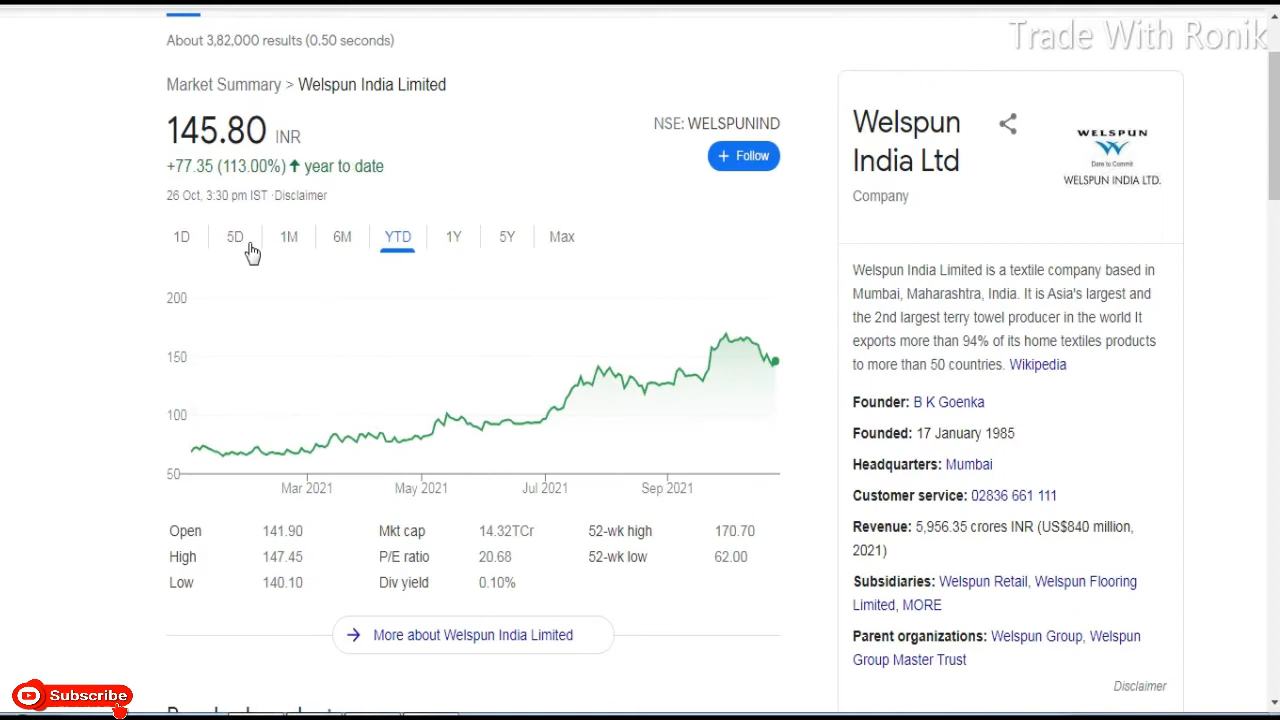 Trade With Ronik
About 3,82,000 results (0.50 seconds)
Market Summary > Welspun India Limited
145.80 INR
+77.35 (113.00%) ↑ year to date
26 Oct, 3:30 pm IST · Disclaimer
NSE: WELSPUNIND
+ Follow
1D 5D 1M 6M YTD 1Y 5Y Max
200
150
100
50
Mar 2021 May 2021 Jul 2021 Sep 2021
Open 141.90 Mkt cap 14.32TCr 52-wk high 170.70
High 147.45 P/E ratio 20.68 52-wk low 62.00
Low 140.10 Div yield 0.10%
→ More about Welspun India Limited
Welspun
India Ltd
Company
WELSPUN
Dare to Commit
WELSPUN INDIA LTD.
Welspun India Limited is a textile company based in
Mumbai, Maharashtra, India. It is Asia's largest and
the 2nd largest terry towel producer in the world It
exports more than 94% of its home textiles products
to more than 50 countries. Wikipedia
Founder: B K Goenka
Founded: 17 January 1985
Headquarters: Mumbai
Customer service: 02836 661 111
Revenue: 5,956.35 crores INR (US$840 million,
2021)
Subsidiaries: Welspun Retail, Welspun Flooring
Limited, MORE
Parent organizations: Welspun Group, Welspun
Group Master Trust
Disclaimer
Subscribe